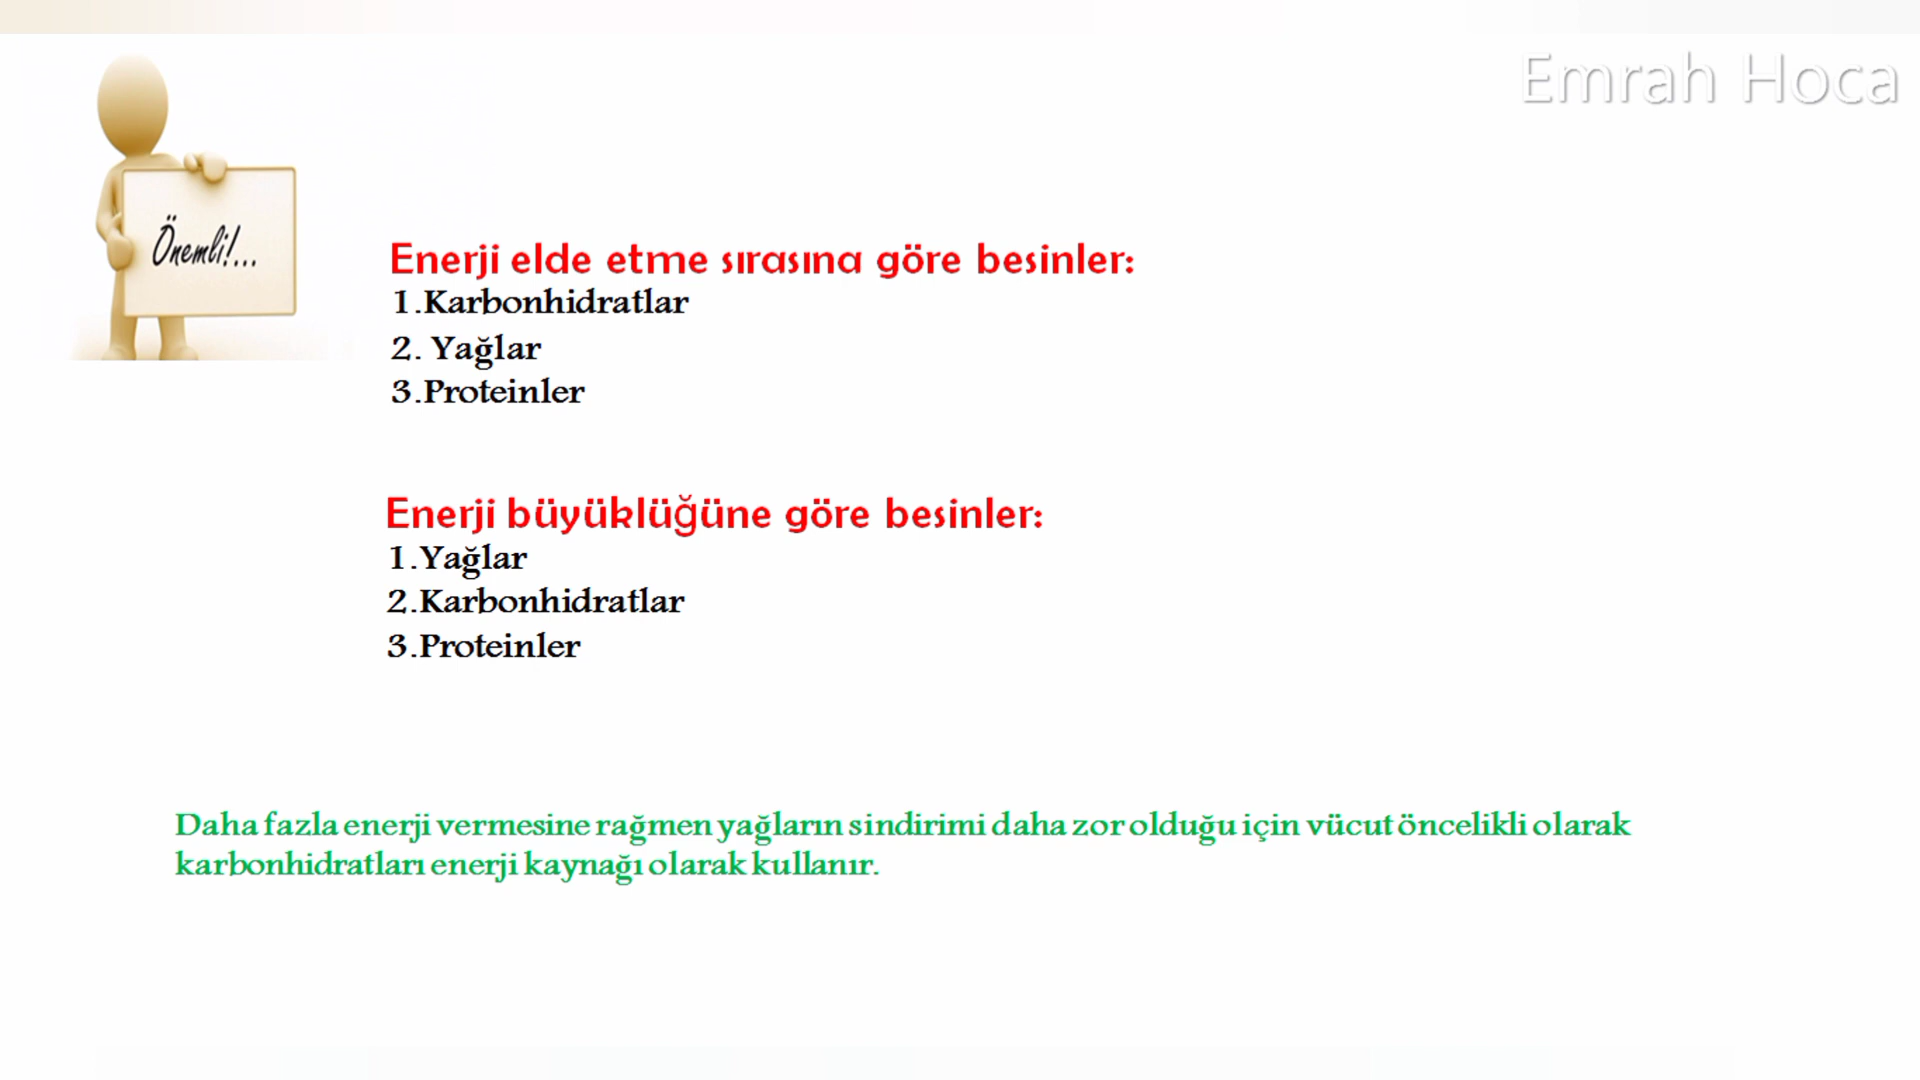 Emrah Hoca
Önemli!...
Enerji elde etme sırasına göre besinler:
1.Karbonhidratlar
2. Yağlar
3.Proteinler
Enerji büyüklüğüne göre besinler:
1.Yağlar
2.Karbonhidratlar
3.Proteinler
Daha fazla enerji vermesine rağmen yağların sindirimi daha zor olduğu için vücut öncelikli olarak
karbonhidratları enerji kaynağı olarak kullanır.